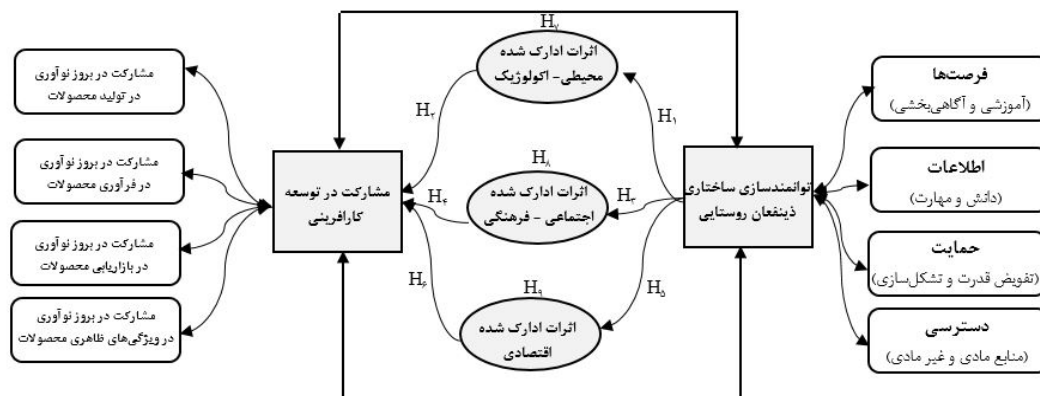 فرصت‌ها
(آموزشی و آگاهی‌بخشی)
اطلاعات
(دانش و مهارت)
حمایت
(تفویض قدرت و تشکل‌سازی)
دسترسی
(منابع مادی و غیر مادی)
توانمندسازی ساختاری
ذینفعان روستایی
H۱
H۳
H۵
H۷
اثرات ادارک شده
محیطی- اکولوژیک
H۸
اثرات ادارک شده
اجتماعی - فرهنگی
H۹
اثرات ادارک شده
اقتصادی
H۲
H۴
H۶
مشارکت در توسعه
کارافرینی
مشارکت در بروز نوآوری
در تولید محصولات
مشارکت در بروز نوآوری
در فرآوری محصولات
مشارکت در بروز نوآوری
در بازاریابی محصولات
مشارکت در بروز نوآوری
در ویژگی‌های ظاهری محصولات